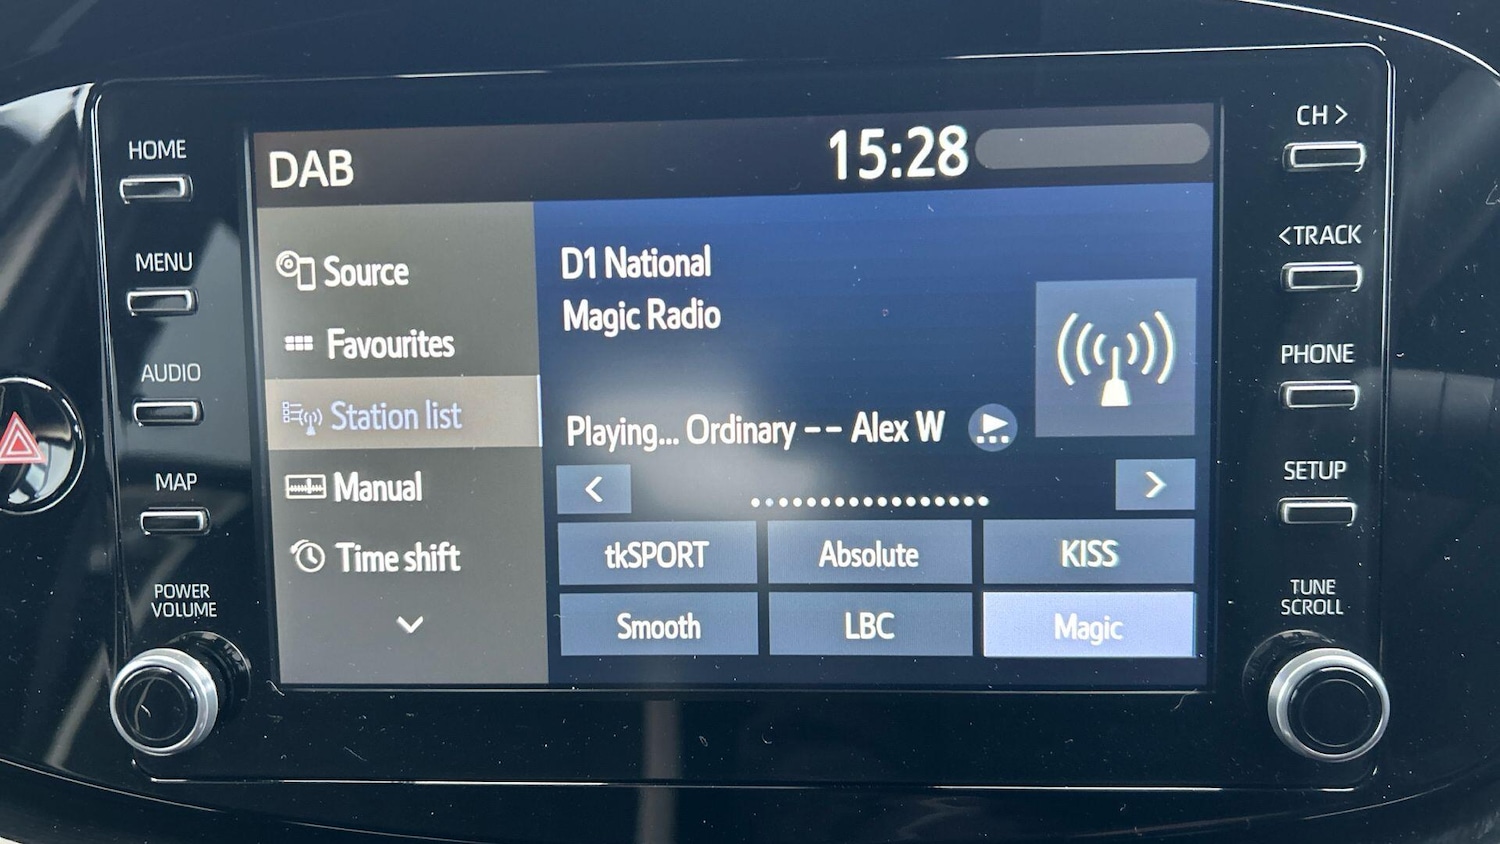 HOME
MENU
AUDIO
MAP
POWER
VOLUME
DAB
15:28
Source
Favourites
Station list
Manual
Time shift
D1 National
Magic Radio
Playing... Ordinary -- Alex W
tkSPORT
Absolute
KISS
Smooth
LBC
Magic
CH >
<TRACK
PHONE
SETUP
TUNE
SCROLL